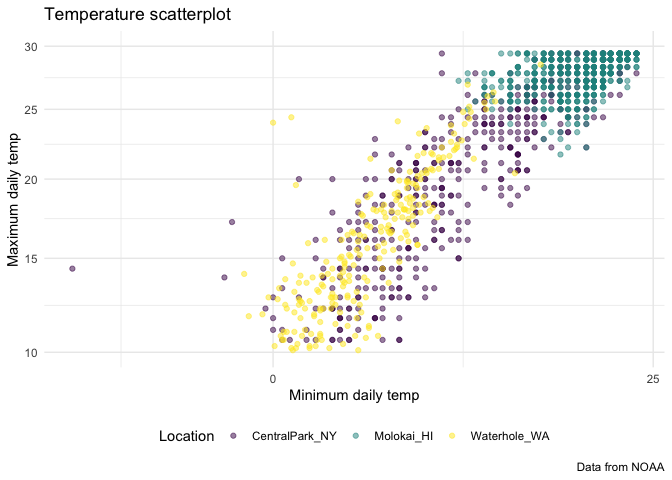 Temperature scatterplot
Maximum daily temp
30
25
20
15
10
0
25
Minimum daily temp
Location CentralPark_NY Molokai_HI Waterhole_WA
Data from NOAA